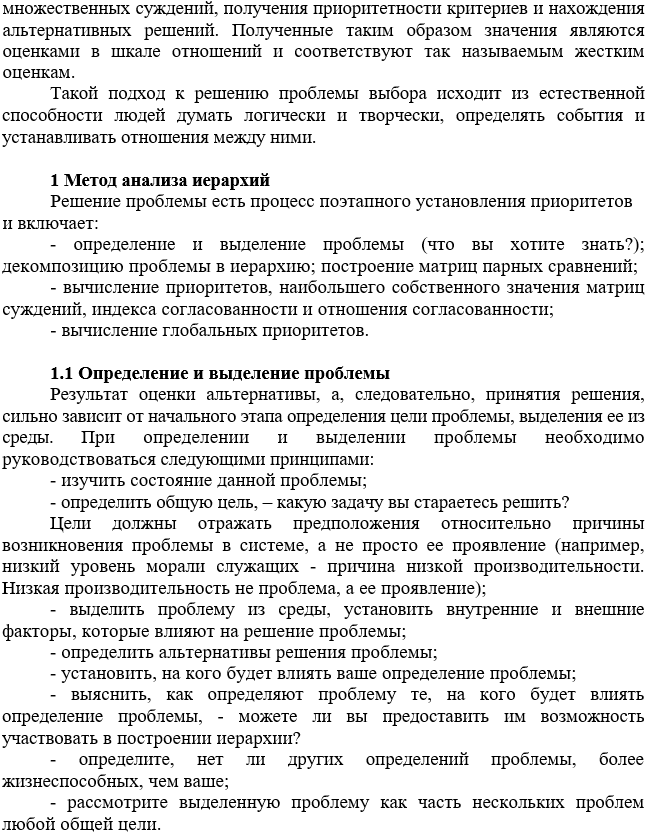 множественных суждений, получения приоритетности критериев и нахождения
альтернативных решений. Полученные таким образом значения являются
оценками в шкале отношений и соответствуют так называемым жестким
оценкам.
Такой подход к решению проблемы выбора исходит из естественной
способности людей думать логически и творчески, определять события и
устанавливать отношения между ними.
1 Метод анализа иерархий
Решение проблемы есть процесс поэтапного установления приоритетов
и включает:
- определение и выделение проблемы (что вы хотите знать?);
декомпозицию проблемы в иерархию; построение матриц парных сравнений;
- вычисление приоритетов, наибольшего собственного значения матриц
суждений, индекса согласованности и отношения согласованности;
- вычисление глобальных приоритетов.
1.1 Определение и выделение проблемы
Результат оценки альтернативы, а, следовательно, принятия решения,
сильно зависит от начального этапа определения цели проблемы, выделения ее из
среды. При определении и выделении проблемы необходимо
руководствоваться следующими принципами:
- изучить состояние данной проблемы;
- определить общую цель, – какую задачу вы стараетесь решить?
Цели должны отражать предположения относительно причины
возникновения проблемы в системе, а не просто ее проявление (например,
низкий уровень морали служащих - причина низкой производительности.
Низкая производительность не проблема, а ее проявление);
- выделить проблему из среды, установить внутренние и внешние
факторы, которые влияют на решение проблемы;
- определить альтернативы решения проблемы;
- установить, на кого будет влиять ваше определение проблемы;
- выяснить, как определяют проблему те, на кого будет влиять
определение проблемы, - можете ли вы предоставить им возможность
участвовать в построении иерархии?
- определите, нет ли других определений проблемы, более
жизнеспособных, чем ваше;
- рассмотрите выделенную проблему как часть нескольких проблем
любой общей цели.